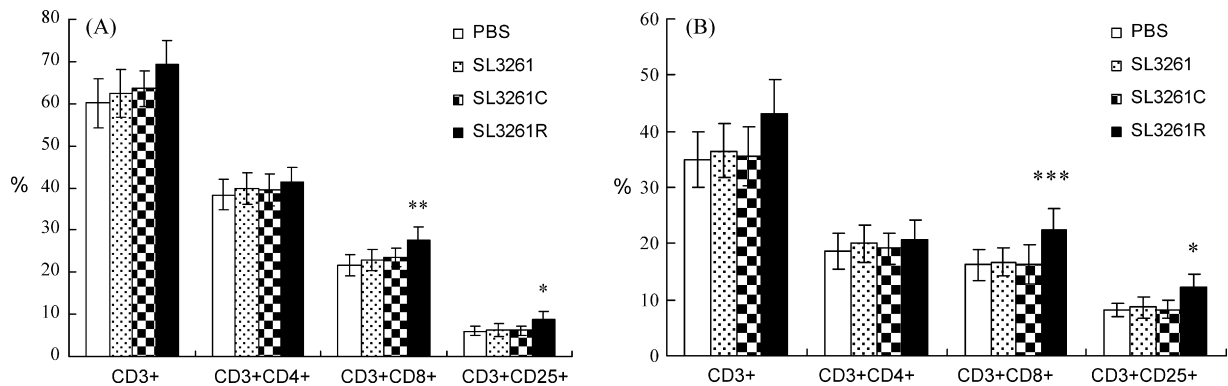 (A)
PBS
SL3261
SL3261C
SL3261R
80
70
60
50
40
30
20
10
0
%
**
*
CD3+
CD3+CD4+
CD3+CD8+
CD3+CD25+
(B)
PBS
SL3261
SL3261C
SL3261R
60
50
40
30
20
10
0
%
***
*
CD3+
CD3+CD4+
CD3+CD8+
CD3+CD25+